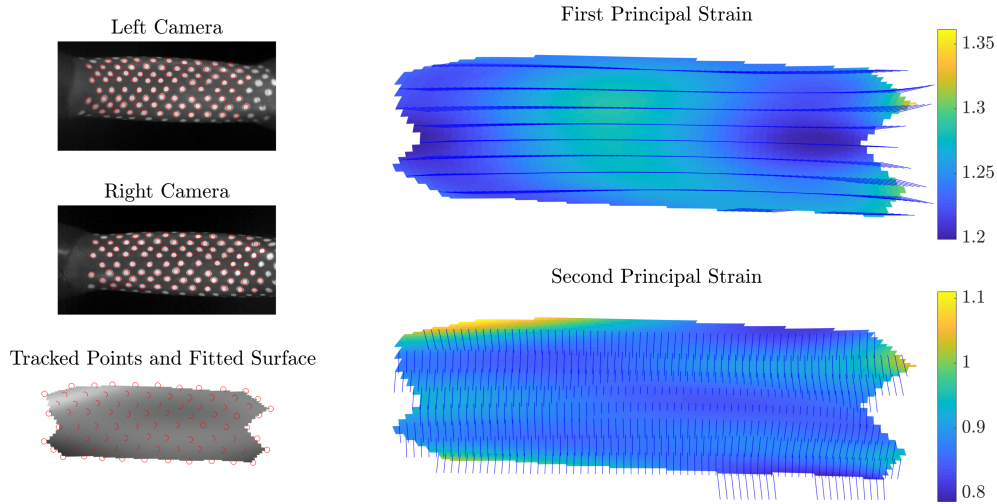 Left Camera
Right Camera
Tracked Points and Fitted Surface
First Principal Strain
1.35
1.3
1.25
1.2
Second Principal Strain
1.1
1
0.9
0.8